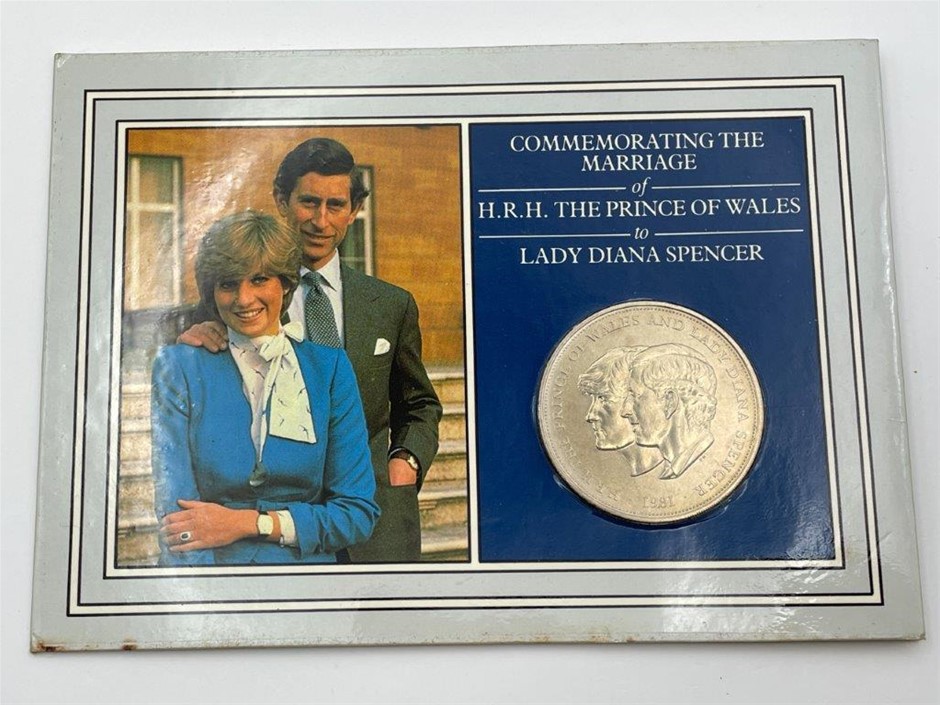 COMMEMORATING THE
MARRIAGE
of
H.R.H. THE PRINCE OF WALES
to
LADY DIANA SPENCER
PRINCE OF WALES AND LADY DIANA SPENCER
1981